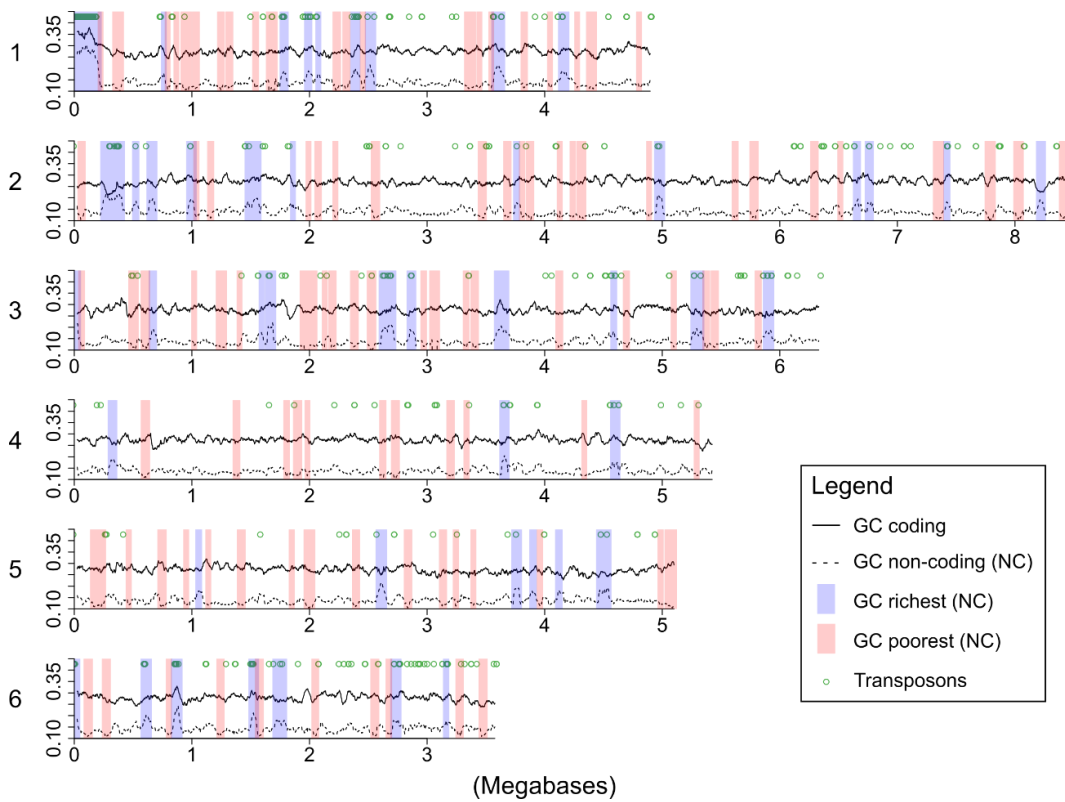 0.35
0.10
1
0 1 2 3 4
0.35
0.10
2
0 1 2 3 4 5 6 7 8
0.35
0.10
3
0 1 2 3 4 5 6
0.35
0.10
4
0 1 2 3 4 5
0.35
0.10
5
0 1 2 3 4 5
0.35
0.10
6
0 1 2 3
(Megabases)
Legend
GC coding
GC non-coding (NC)
GC richest (NC)
GC poorest (NC)
Transposons